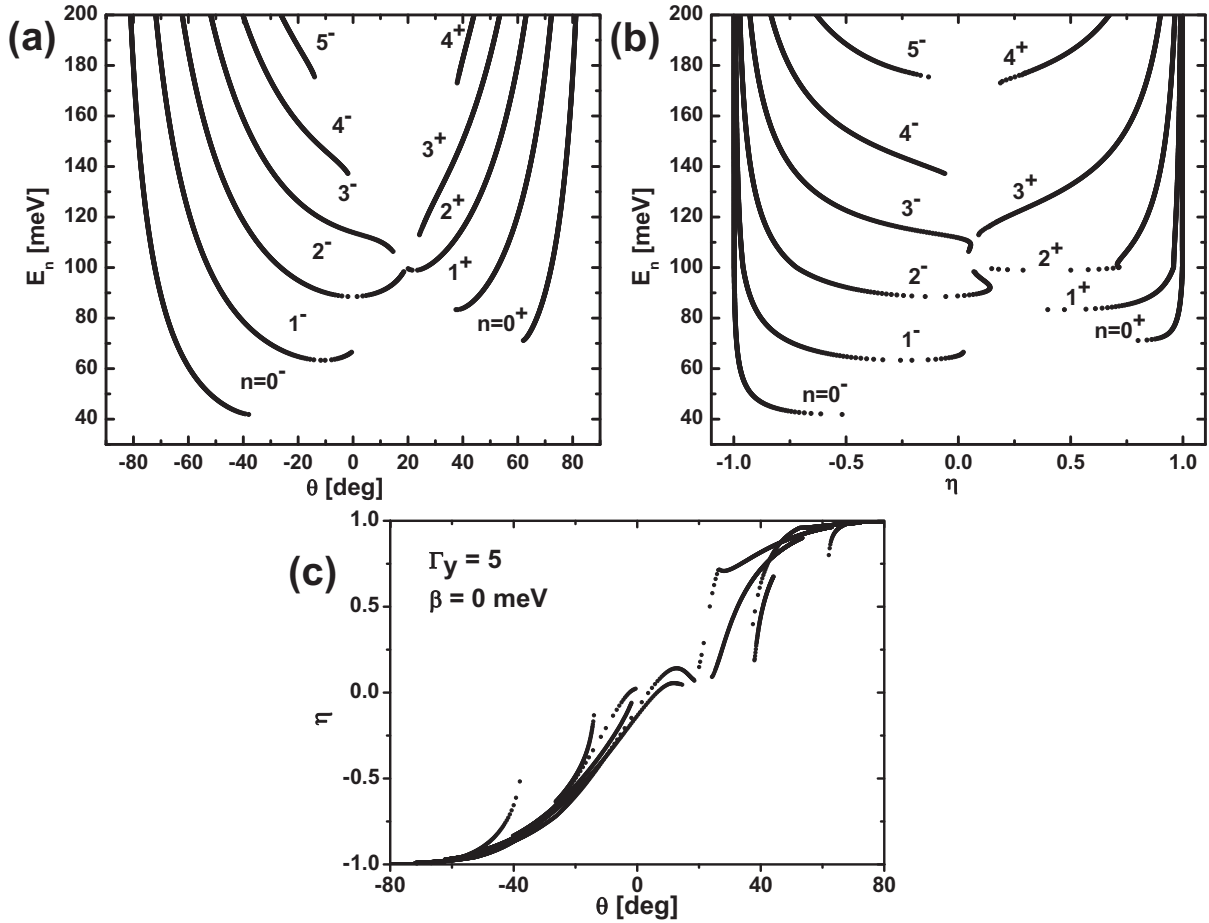 (a)
5-
4+
4-
3+
3-
2+
2-
1+
1-
n=0+
n=0-
200
180
160
140
120
100
80
60
40
En [meV]
-80 -60 -40 -20 0 20 40 60 80
θ [deg]
(b)
5-
4+
4-
3+
3-
2+
2-
1+
1-
n=0+
n=0-
200
180
160
140
120
100
80
60
40
En [meV]
-1.0 -0.5 0.0 0.5 1.0
η
(c)
Γy = 5
β = 0 meV
1.0
0.5
0.0
-0.5
-1.0
η
-80 -40 0 40 80
θ [deg]